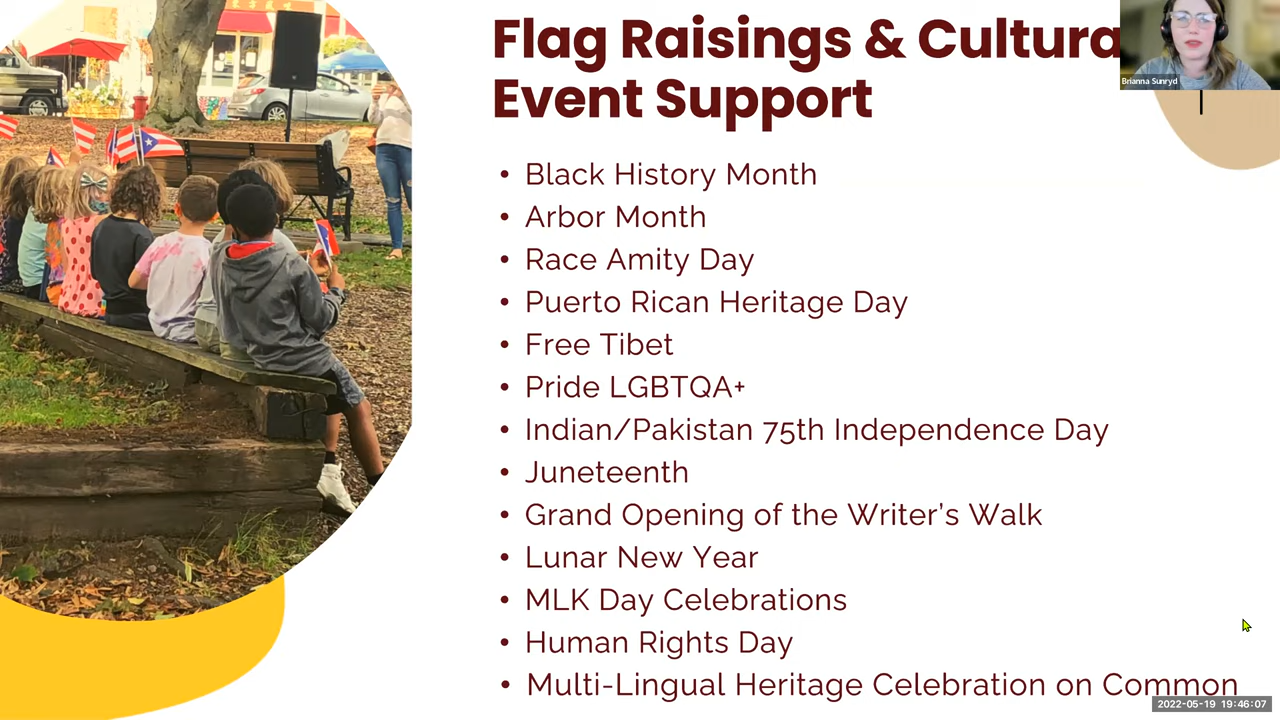 Flag Raisings & Cultura
Event Support
Brianna Sunryd
• Black History Month
• Arbor Month
• Race Amity Day
• Puerto Rican Heritage Day
• Free Tibet
• Pride LGBTQA+
• Indian/Pakistan 75th Independence Day
• Juneteenth
• Grand Opening of the Writer's Walk
• Lunar New Year
• MLK Day Celebrations
• Human Rights Day
• Multi-Lingual Heritage Celebration on Common
2022-05-19 19:46:07